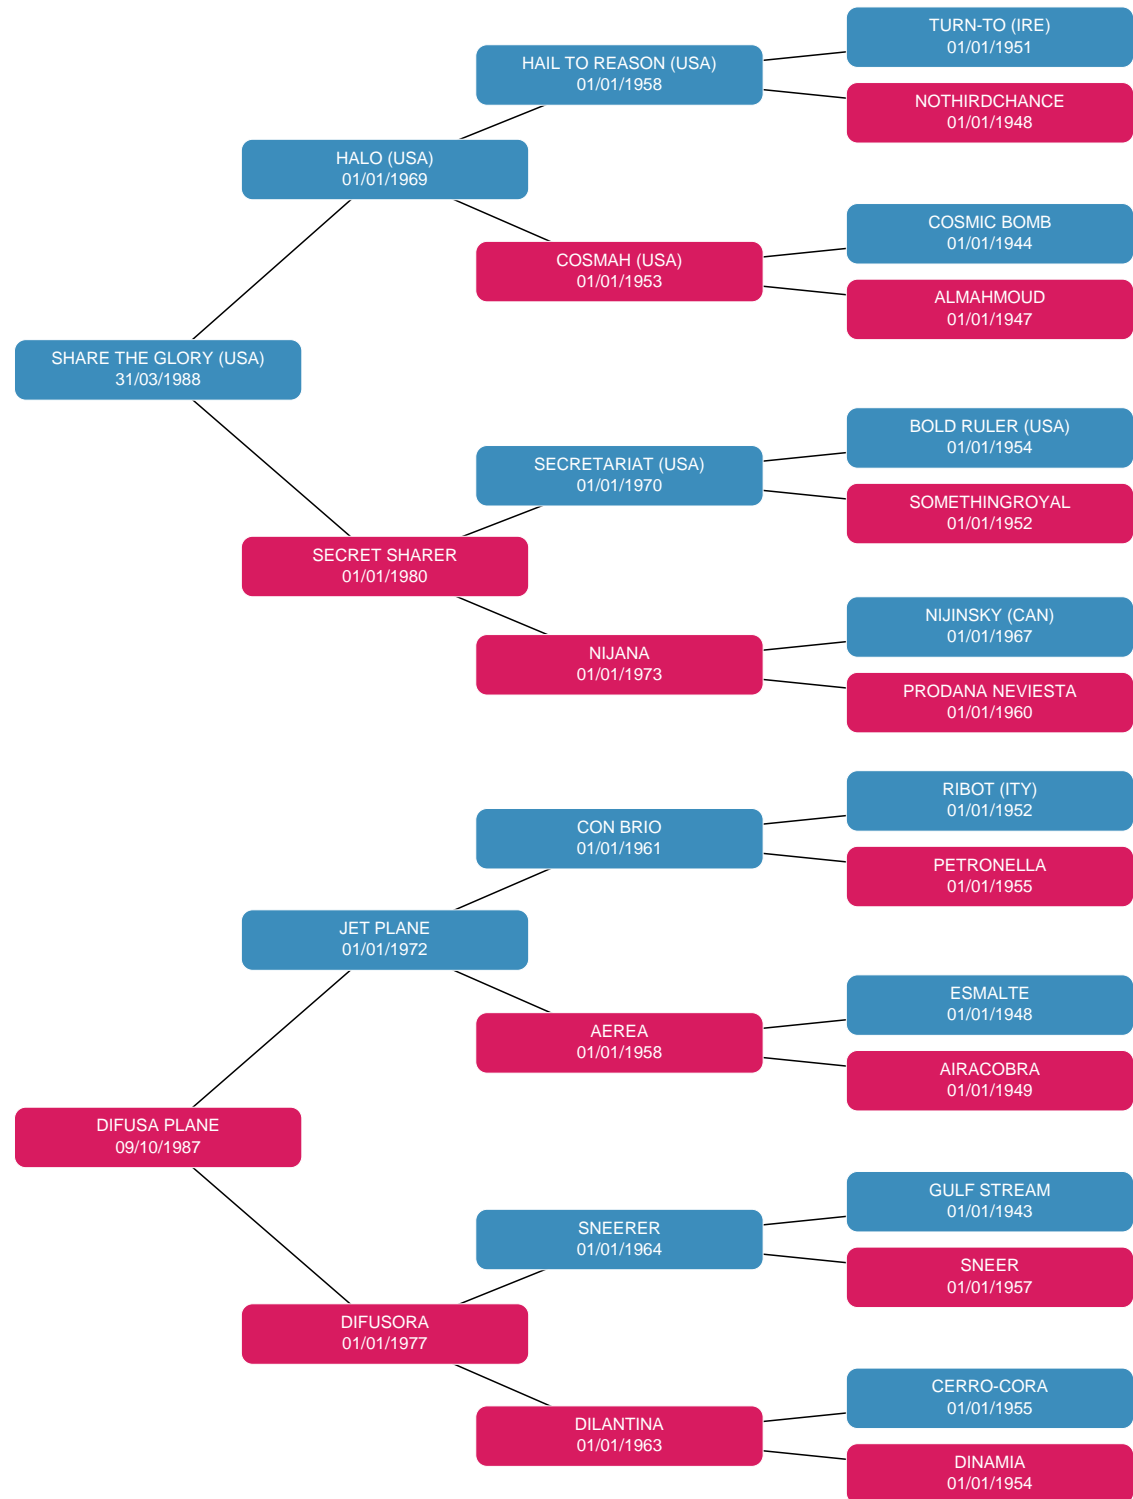 TURN-TO (IRE)
01/01/1951
HAIL TO REASON (USA)
01/01/1958
NOTHIRDCHANCE
01/01/1948
HALO (USA)
01/01/1969
COSMIC BOMB
01/01/1944
COSMAH (USA)
01/01/1953
ALMAHMOUD
01/01/1947
SHARE THE GLORY (USA)
31/03/1988
BOLD RULER (USA)
01/01/1954
SECRETARIAT (USA)
01/01/1970
SOMETHINGROYAL
01/01/1952
SECRET SHARER
01/01/1980
NIJINSKY (CAN)
01/01/1967
NIJANA
01/01/1973
PRODANA NEVIESTA
01/01/1960
RIBOT (ITY)
01/01/1952
CON BRIO
01/01/1961
PETRONELLA
01/01/1955
JET PLANE
01/01/1972
ESMALTE
01/01/1948
AEREA
01/01/1958
AIRACOBRA
01/01/1949
DIFUSA PLANE
09/10/1987
GULF STREAM
01/01/1943
SNEERER
01/01/1964
SNEER
01/01/1957
DIFUSORA
01/01/1977
CERRO-CORA
01/01/1955
DILANTINA
01/01/1963
DINAMIA
01/01/1954